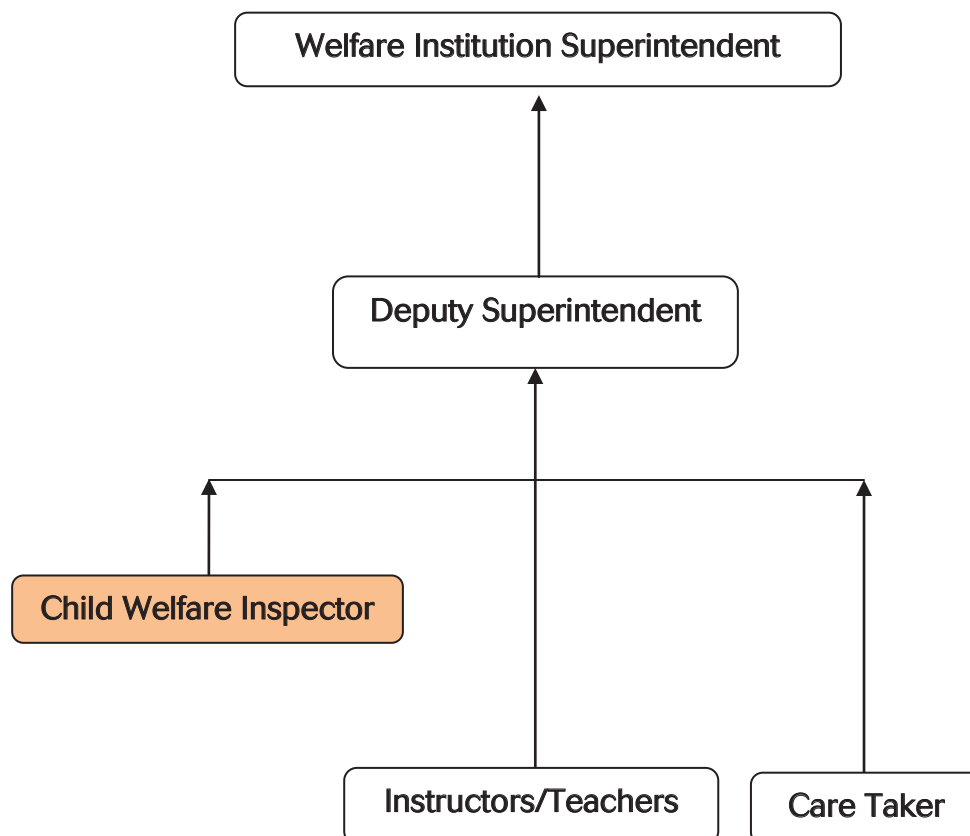 Welfare Institution Superintendent
Deputy Superintendent
Child Welfare Inspector
Instructors/Teachers
Care Taker